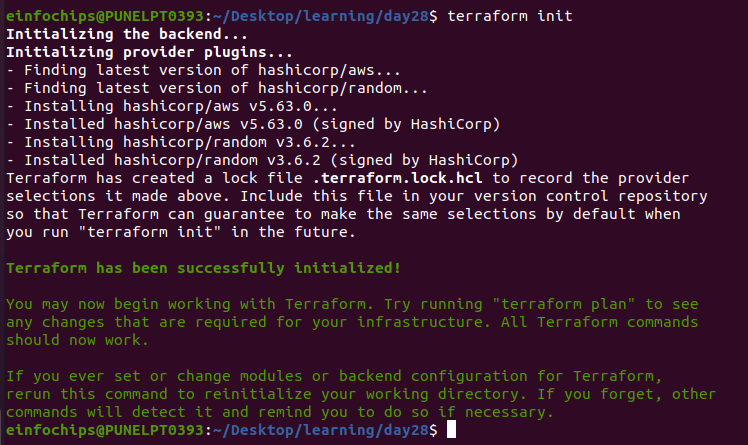 einfochips@PUNELPT0393:~/Desktop/learning/day28$ terraform init
Initializing the backend...
Initializing provider plugins...
- Finding latest version of hashicorp/aws...
- Finding latest version of hashicorp/random...
- Installing hashicorp/aws v5.63.0...
- Installed hashicorp/aws v5.63.0 (signed by HashiCorp)
- Installing hashicorp/random v3.6.2...
- Installed hashicorp/random v3.6.2 (signed by HashiCorp)
Terraform has created a lock file .terraform.lock.hcl to record the provider
selections it made above. Include this file in your version control repository
so that Terraform can guarantee to make the same selections by default when
you run "terraform init" in the future.
Terraform has been successfully initialized!
You may now begin working with Terraform. Try running "terraform plan" to see
any changes that are required for your infrastructure. All Terraform commands
should now work.
If you ever set or change modules or backend configuration for Terraform,
rerun this command to reinitialize your working directory. If you forget, other
commands will detect it and remind you to do so if necessary.
einfochips@PUNELPT0393:~/Desktop/learning/day28$